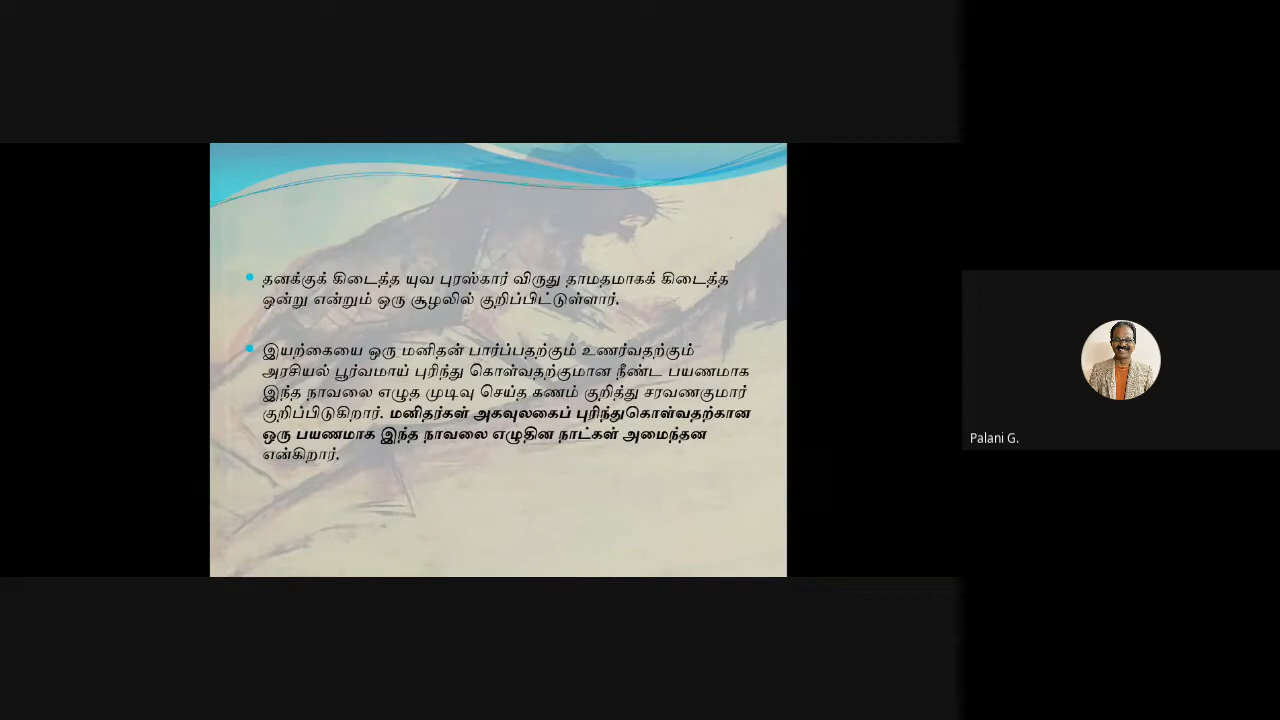 தனக்குக் கிடைத்த யுவ புரஸ்கார் விருது தாமதமாகக் கிடைத்த
ஒன்று என்றும் ஒரு சூழலில் குறிப்பிட்டுள்ளார்.
இயற்கையை ஒரு மனிதன் பார்ப்பதற்கும் உணர்வதற்கும்
அரசியல் பூர்வமாய் புரிந்து கொள்வதற்குமான நீண்ட பயணமாக
இந்த நாவலை எழுத முடிவு செய்த கணம் குறித்து சரவணகுமார்
குறிப்பிடுகிறார். மனிதர்கள் அகவுலகைப் புரிந்துகொள்வதற்கான
ஒரு பயணமாக இந்த நாவலை எழுதின நாட்கள் அமைந்தன
என்கிறார்.
Palani G.